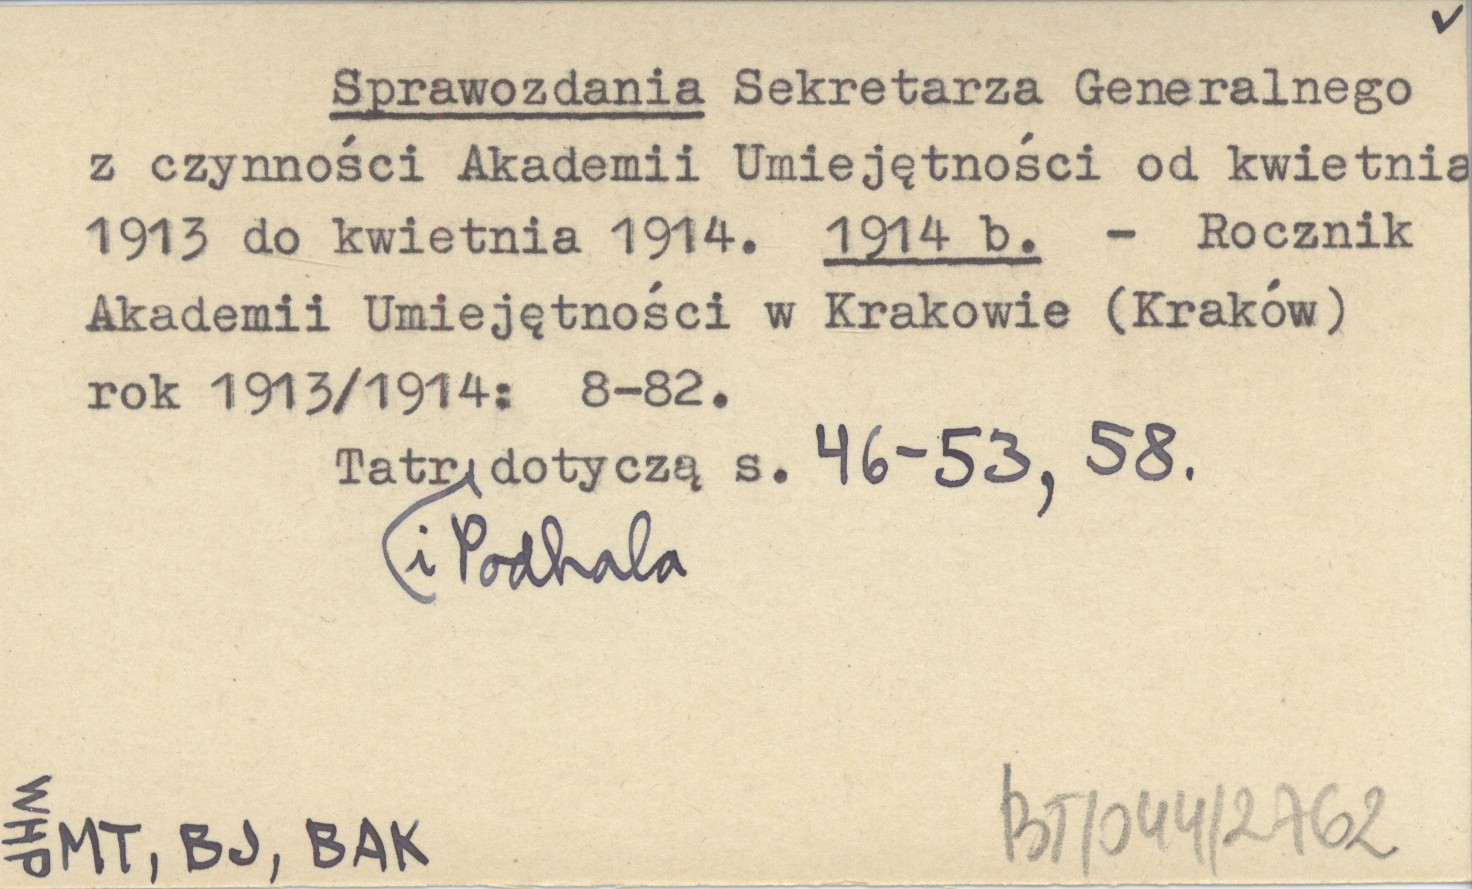 Sprawozdania Sekretarza Generalnego
z czynności Akademii Umiejętności od kwietnia
1913 do kwietnia 1914. 1914 b. - Rocznik
Akademii Umiejętności w Krakowie (Kraków)
rok 1913/1914: 8-82.
Tatr dotyczą s. 46-53, 58.
i Podhala
WHP
MT, BJ, BAK
BT/044/2762